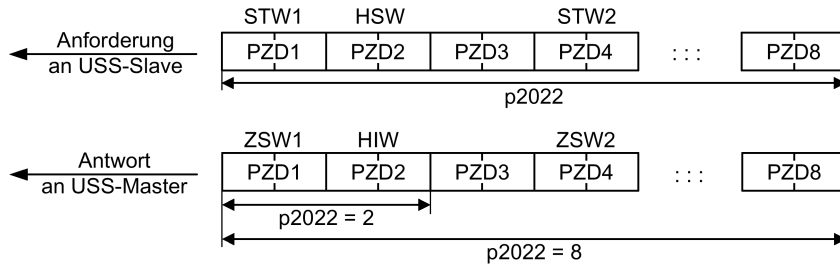 STW1 HSW STW2
Anforderung
an USS-Slave
PZD1 PZD2 PZD3 PZD4 : : : PZD8
p2022
ZSW1 HIW ZSW2
Antwort
an USS-Master
PZD1 PZD2 PZD3 PZD4 : : : PZD8
p2022 = 2
p2022 = 8